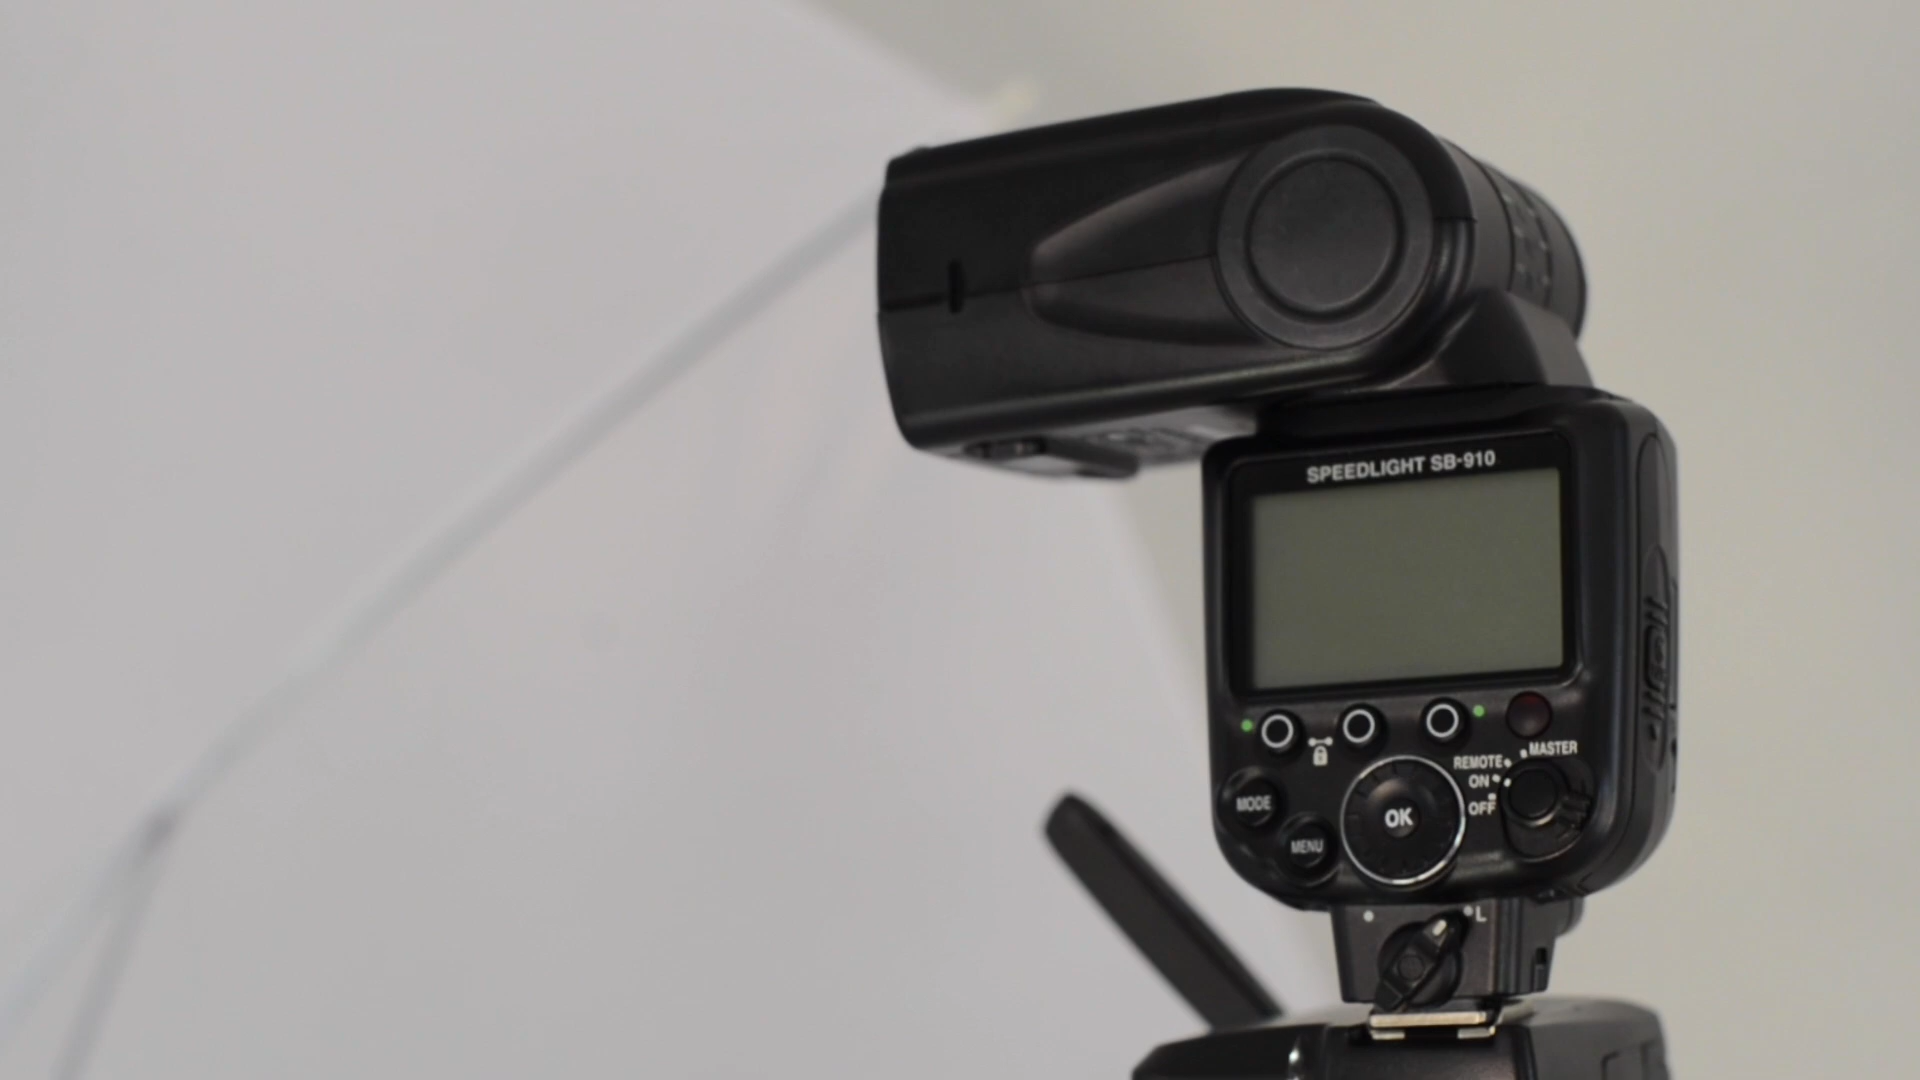 SPEEDLIGHT SB-910
MASTER
REMOTE
ON
OFF
MODE
OK
MENU
L